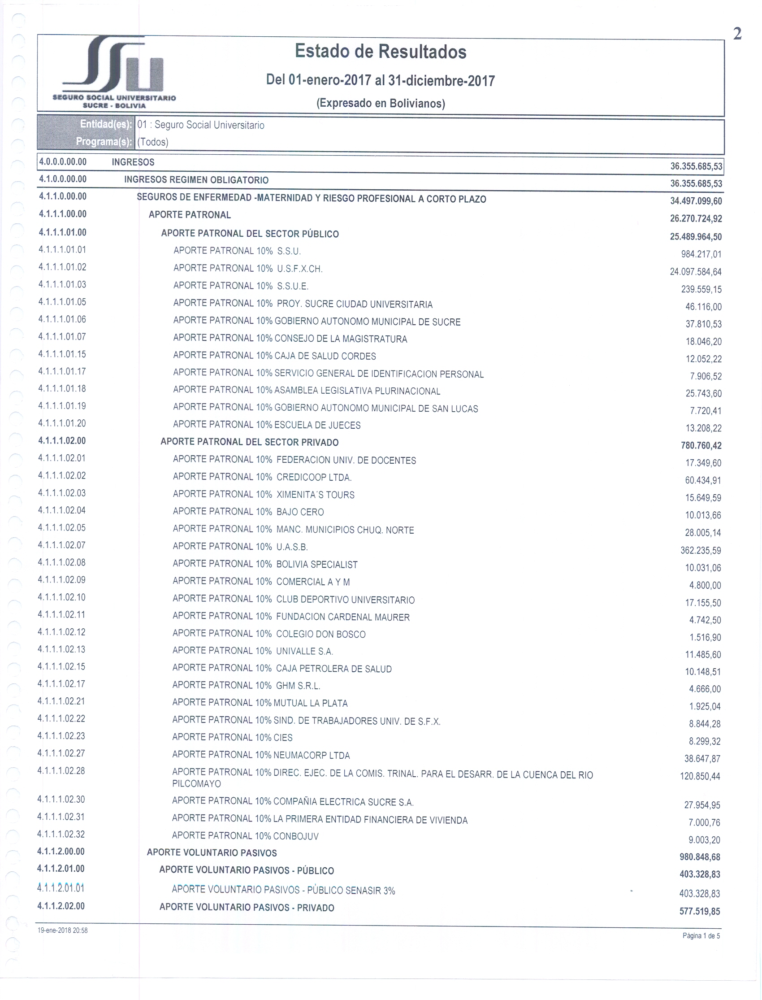 2
SSU
SEGURO SOCIAL UNIVERSITARIO
SUCRE - BOLIVIA
Estado de Resultados
Del 01-enero-2017 al 31-diciembre-2017
(Expresado en Bolivianos)
Entidad(es): 01 : Seguro Social Universitario
Programa(s): (Todos)
4.0.0.0.00.00 INGRESOS 36.355.685,53
4.1.0.0.00.00 INGRESOS REGIMEN OBLIGATORIO 36.355.685,53
4.1.1.0.00.00 SEGUROS DE ENFERMEDAD -MATERNIDAD Y RIESGO PROFESIONAL A CORTO PLAZO 34.497.099,60
4.1.1.1.00.00 APORTE PATRONAL 26.270.724,92
4.1.1.1.01.00 APORTE PATRONAL DEL SECTOR PÚBLICO 25.489.964,50
4.1.1.1.01.01 APORTE PATRONAL 10% S.S.U. 984.217,01
4.1.1.1.01.02 APORTE PATRONAL 10% U.S.F.X.CH. 24.097.584,64
4.1.1.1.01.03 APORTE PATRONAL 10% S.S.U.E. 239.559,15
4.1.1.1.01.05 APORTE PATRONAL 10% PROY. SUCRE CIUDAD UNIVERSITARIA 46.116,00
4.1.1.1.01.06 APORTE PATRONAL 10% GOBIERNO AUTONOMO MUNICIPAL DE SUCRE 37.810,53
4.1.1.1.01.07 APORTE PATRONAL 10% CONSEJO DE LA MAGISTRATURA 18.046,20
4.1.1.1.01.15 APORTE PATRONAL 10% CAJA DE SALUD CORDES 12.052,22
4.1.1.1.01.17 APORTE PATRONAL 10% SERVICIO GENERAL DE IDENTIFICACION PERSONAL 7.906,52
4.1.1.1.01.18 APORTE PATRONAL 10% ASAMBLEA LEGISLATIVA PLURINACIONAL 25.743,60
4.1.1.1.01.19 APORTE PATRONAL 10% GOBIERNO AUTONOMO MUNICIPAL DE SAN LUCAS 7.720,41
4.1.1.1.01.20 APORTE PATRONAL 10% ESCUELA DE JUECES 13.208,22
4.1.1.1.02.00 APORTE PATRONAL DEL SECTOR PRIVADO 780.760,42
4.1.1.1.02.01 APORTE PATRONAL 10% FEDERACION UNIV. DE DOCENTES 17.349,60
4.1.1.1.02.02 APORTE PATRONAL 10% CREDICOOP LTDA. 60.434,91
4.1.1.1.02.03 APORTE PATRONAL 10% XIMENITA´S TOURS 15.649,59
4.1.1.1.02.04 APORTE PATRONAL 10% BAJO CERO 10.013,66
4.1.1.1.02.05 APORTE PATRONAL 10% MANC. MUNICIPIOS CHUQ. NORTE 28.005,14
4.1.1.1.02.07 APORTE PATRONAL 10% U.A.S.B. 362.235,59
4.1.1.1.02.08 APORTE PATRONAL 10% BOLIVIA SPECIALIST 10.031,06
4.1.1.1.02.09 APORTE PATRONAL 10% COMERCIAL A Y M 4.800,00
4.1.1.1.02.10 APORTE PATRONAL 10% CLUB DEPORTIVO UNIVERSITARIO 17.155,50
4.1.1.1.02.11 APORTE PATRONAL 10% FUNDACION CARDENAL MAURER 4.742,50
4.1.1.1.02.12 APORTE PATRONAL 10% COLEGIO DON BOSCO 1.516,90
4.1.1.1.02.13 APORTE PATRONAL 10% UNIVALLE S.A. 11.485,60
4.1.1.1.02.15 APORTE PATRONAL 10% CAJA PETROLERA DE SALUD 10.148,51
4.1.1.1.02.17 APORTE PATRONAL 10% GHM S.R.L. 4.666,00
4.1.1.1.02.21 APORTE PATRONAL 10% MUTUAL LA PLATA 1.925,04
4.1.1.1.02.22 APORTE PATRONAL 10% SIND. DE TRABAJADORES UNIV. DE S.F.X. 8.844,28
4.1.1.1.02.23 APORTE PATRONAL 10% CIES 8.299,32
4.1.1.1.02.27 APORTE PATRONAL 10% NEUMACORP LTDA 38.647,87
4.1.1.1.02.28 APORTE PATRONAL 10% DIREC. EJEC. DE LA COMIS. TRINAL. PARA EL DESARR. DE LA CUENCA DEL RIO 120.850,44
PILCOMAYO
4.1.1.1.02.30 APORTE PATRONAL 10% COMPAÑIA ELECTRICA SUCRE S.A. 27.954,95
4.1.1.1.02.31 APORTE PATRONAL 10% LA PRIMERA ENTIDAD FINANCIERA DE VIVIENDA 7.000,76
4.1.1.1.02.32 APORTE PATRONAL 10% CONBOJUV 9.003,20
4.1.1.2.00.00 APORTE VOLUNTARIO PASIVOS 980.848,68
4.1.1.2.01.00 APORTE VOLUNTARIO PASIVOS - PÚBLICO 403.328,83
4.1.1.2.01.01 APORTE VOLUNTARIO PASIVOS - PÚBLICO SENASIR 3% 403.328,83
4.1.1.2.02.00 APORTE VOLUNTARIO PASIVOS - PRIVADO 577.519,85
19-ene-2018 20:58 Página 1 de 5